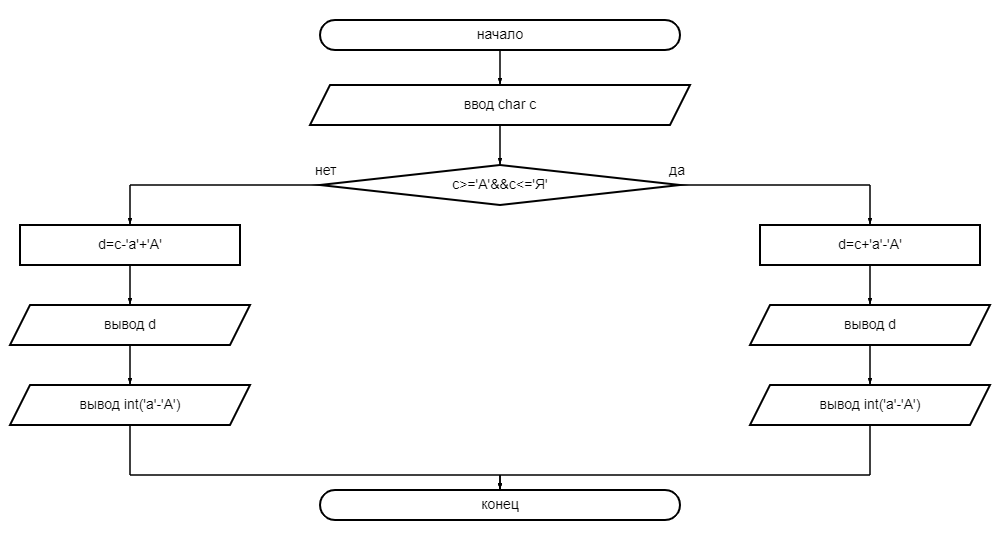 начало
ввод char c
нет
да
c>='А'&&c<='Я'
d=c-'a'+'A'
d=c+'a'-'A'
вывод d
вывод d
вывод int('a'-'A')
вывод int('a'-'A')
конец